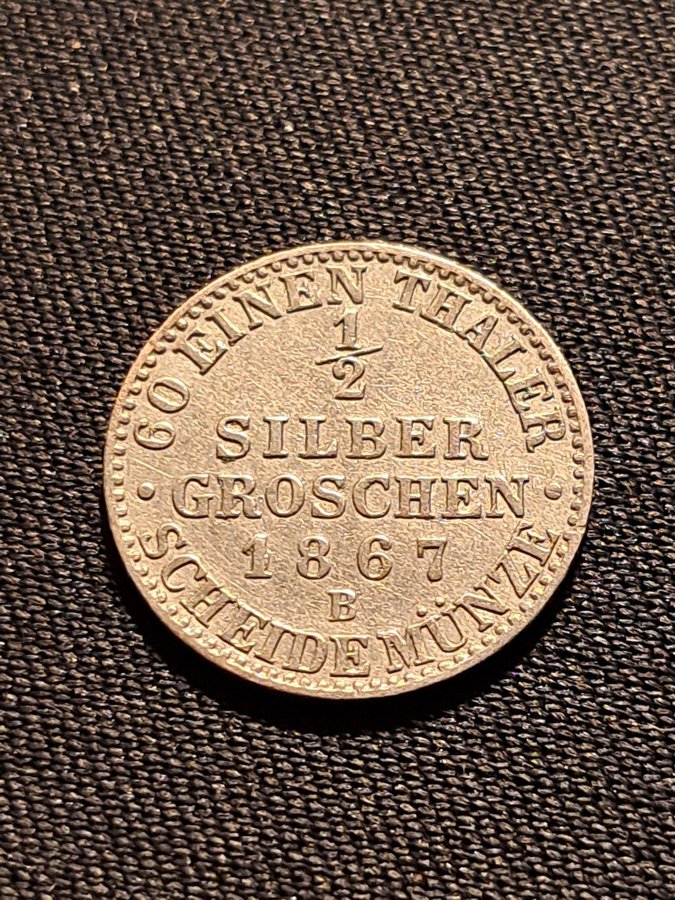 60 EINEN THALER
1/2
SILBER
GROSCHEN
1867
B
SCHEIDEMÜNZE